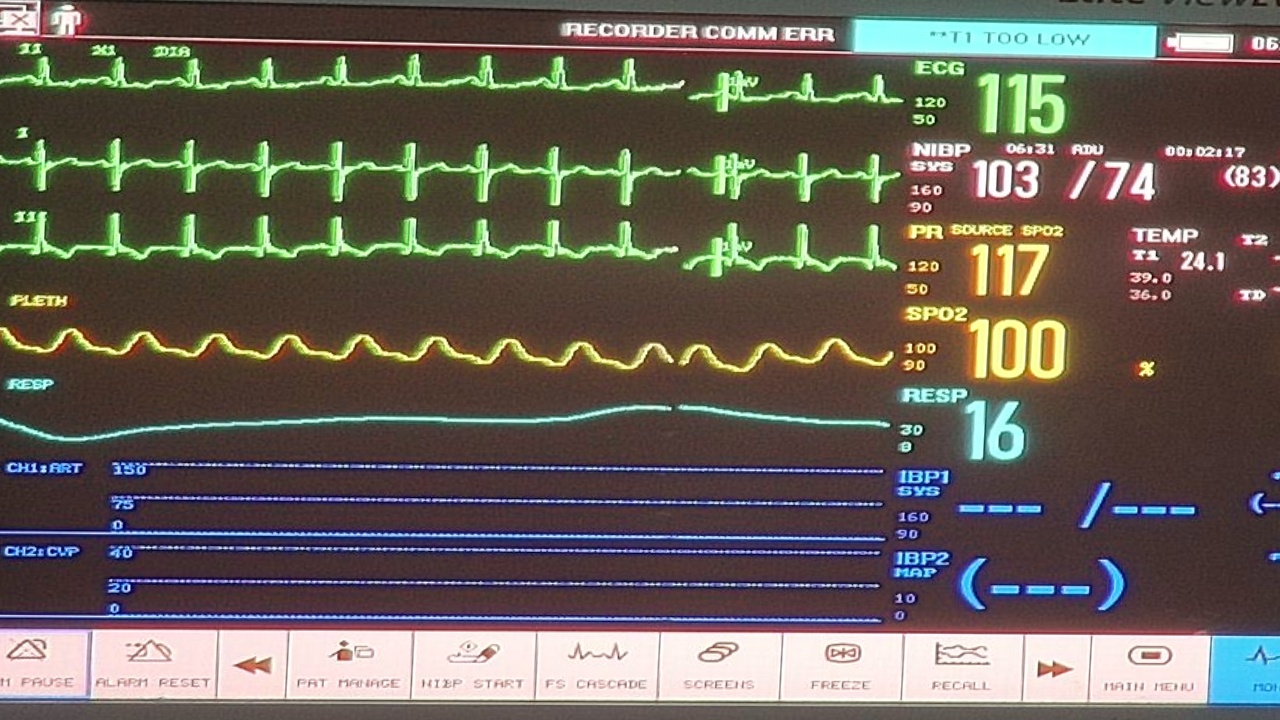 RECORDER COMM ERR
**T1 TOO LOW
06
II X1 DIA
ECG
120
50
115
I
NIBP 06:31 ADU 00:02:17
SYS
160
90
103 / 74 (83)
II
PR SOURCE SPO2
120
50
117
TEMP T2
T1 24.1
39.0
36.0 TD
PLETH
SPO2
100
90
100 %
RESP
RESP
30
8
16
CH1:ART 150
75
0
IBP1
SYS
160
90
--- /--- (-
CH2:CVP 40
20
0
IBP2
MAP
10
0
(---)
M PAUSE
ALARM RESET
PAT MANAGE
NIBP START
FS CASCADE
SCREENS
FREEZE
RECALL
MAIN MENU